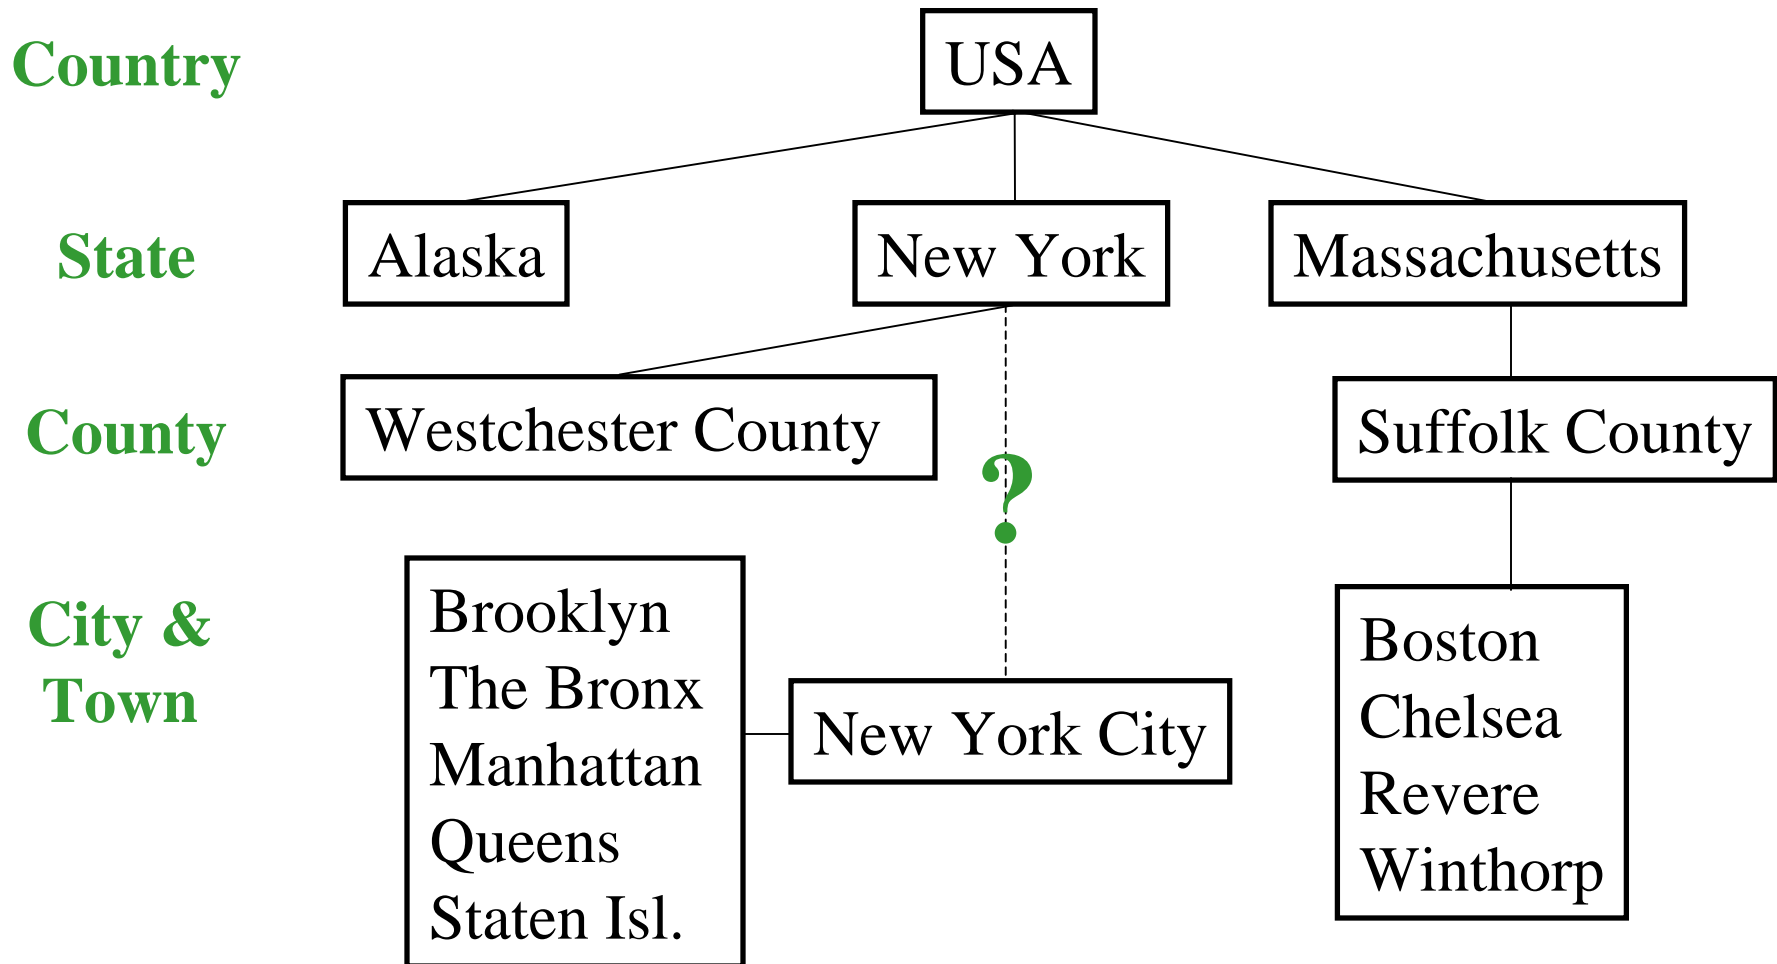 Country
USA
State
Alaska
New York
Massachusetts
County
Westchester County
Suffolk County
?
City &
Town
Brooklyn
The Bronx
Manhattan
Queens
Staten Isl.
New York City
Boston
Chelsea
Revere
Winthorp